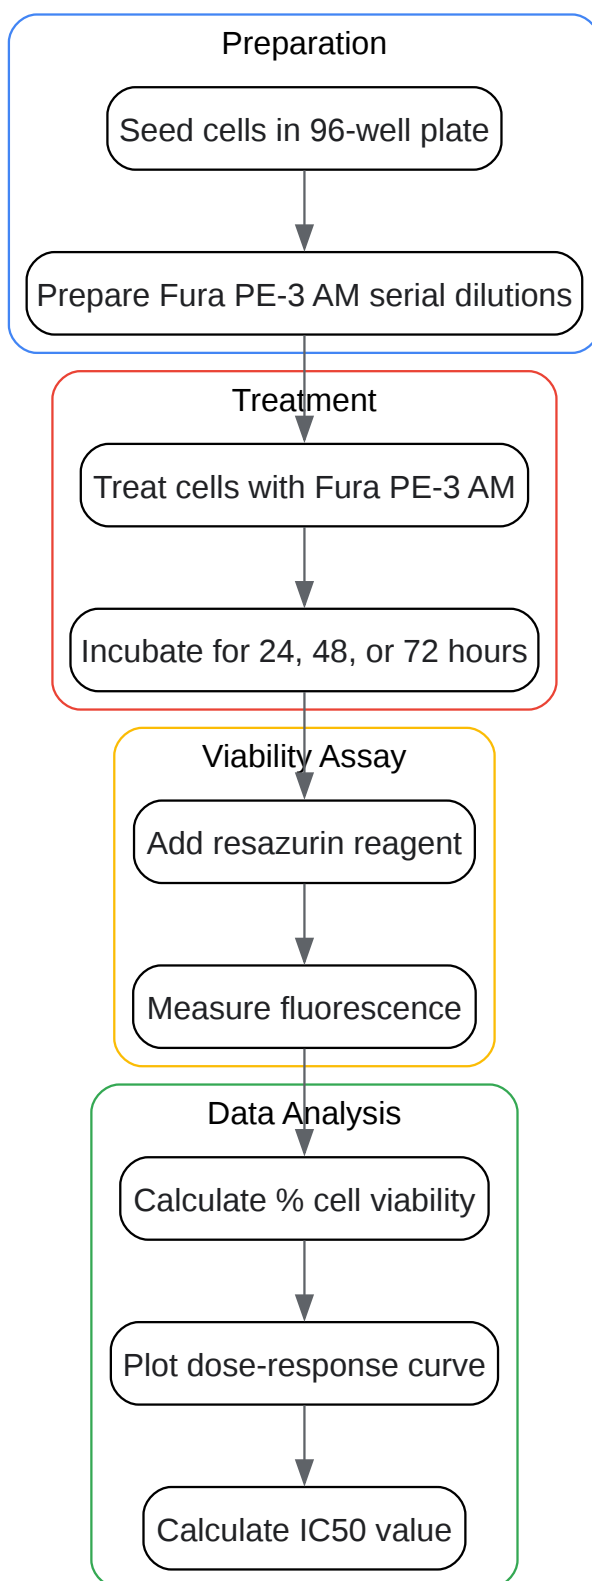 Preparation
Seed cells in 96-well plate
Prepare Fura PE-3 AM serial dilutions
Treatment
Treat cells with Fura PE-3 AM
Incubate for 24, 48, or 72 hours
Viability Assay
Add resazurin reagent
Measure fluorescence
Data Analysis
Calculate % cell viability
Plot dose-response curve
Calculate IC50 value